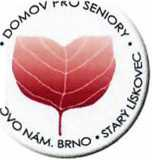 • DOMOV PRO SENIORY •
OVO NÁM. BRNO • STARÝ LÍSKOVEC